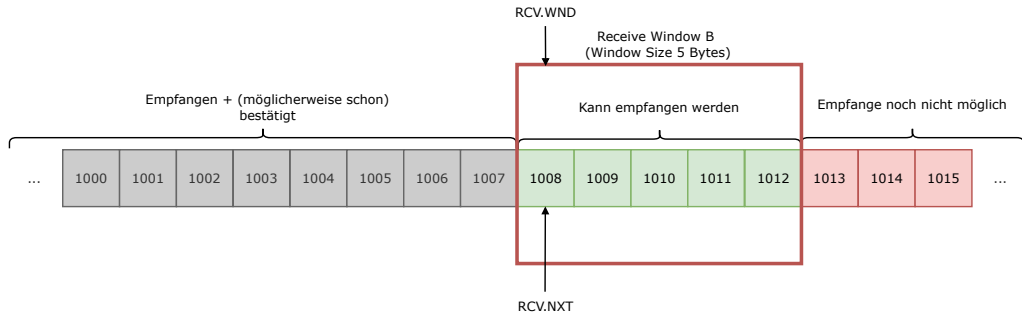 RCV.WND
Receive Window B
(Window Size 5 Bytes)
Empfangen + (möglicherweise schon)
bestätigt
Kann empfangen werden
Empfange noch nicht möglich
... 1000 1001 1002 1003 1004 1005 1006 1007 1008 1009 1010 1011 1012 1013 1014 1015 ...
RCV.NXT